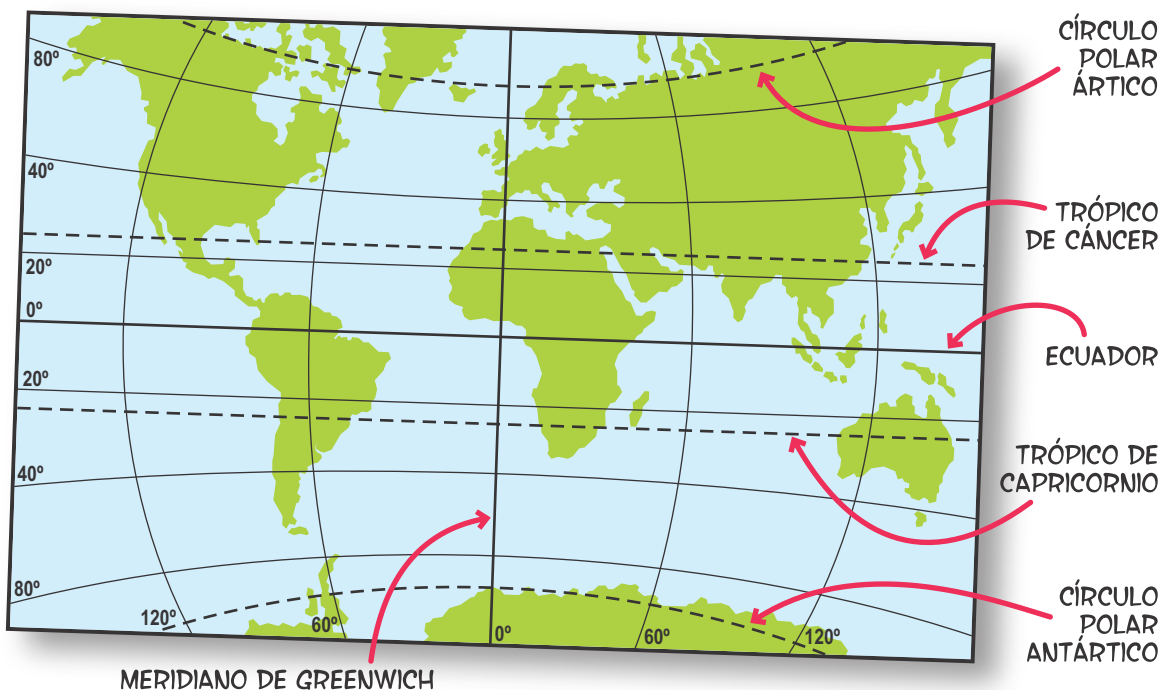 CÍRCULO
POLAR
ÁRTICO
80º
40º
TRÓPICO
DE CÁNCER
20º
0º
ECUADOR
20º
TRÓPICO DE
CAPRICORNIO
40º
80º
CÍRCULO
POLAR
ANTÁRTICO
120º
60º
0º
60º
120º
MERIDIANO DE GREENWICH